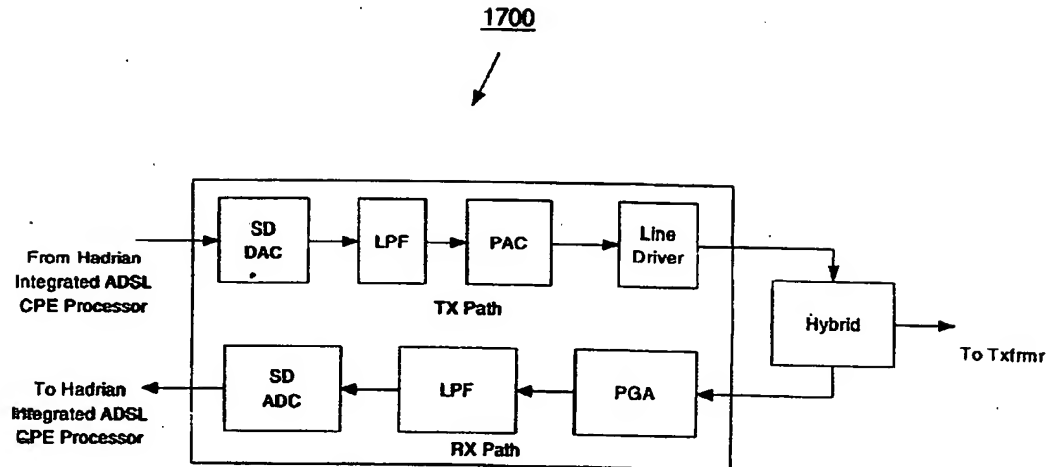 1700
From Hadrian
Integrated ADSL
CPE Processor
SD
DAC
LPF
PAC
Line
Driver
TX Path
Hybrid
To Txfrmr
To Hadrian
Integrated ADSL
CPE Processor
SD
ADC
LPF
PGA
RX Path